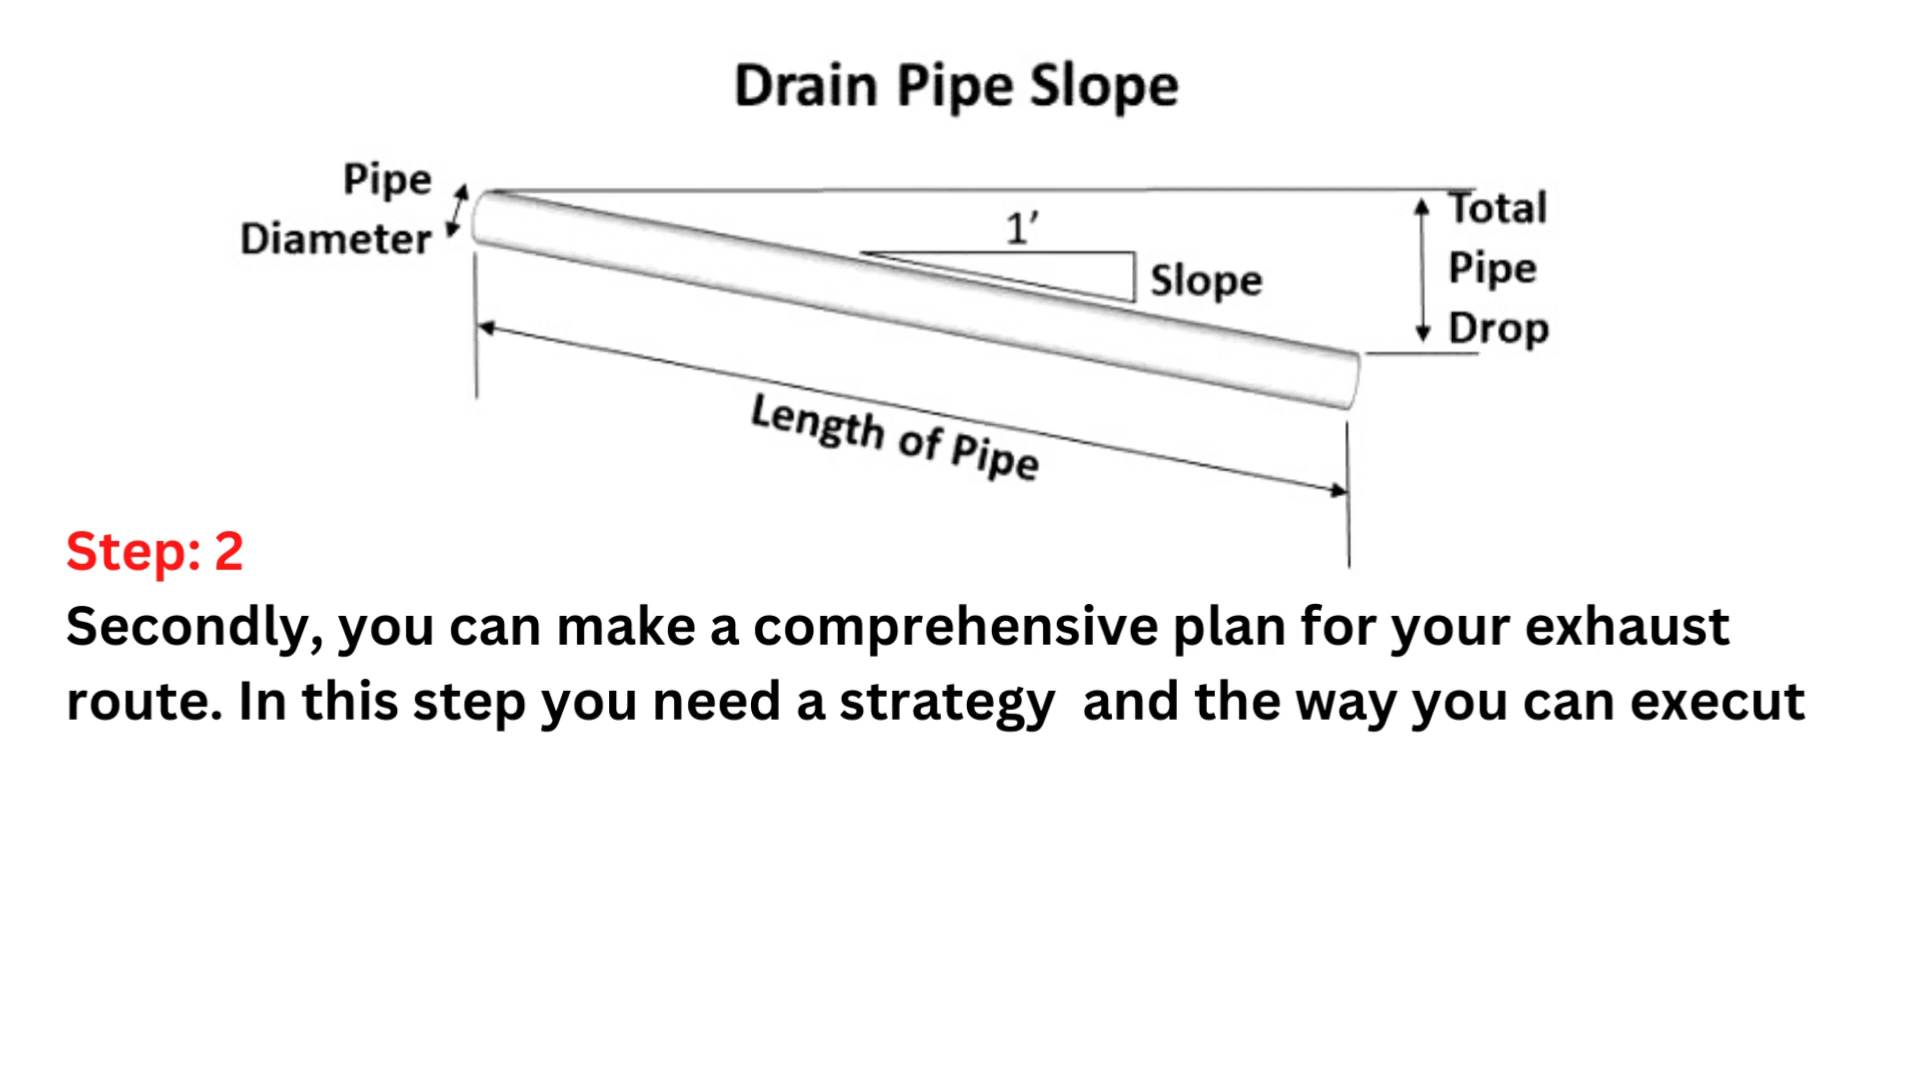 Drain Pipe Slope
Pipe
Diameter
1′
Slope
Total
Pipe
Drop
Length of Pipe
Step: 2
Secondly, you can make a comprehensive plan for your exhaust
route. In this step you need a strategy  and the way you can execut